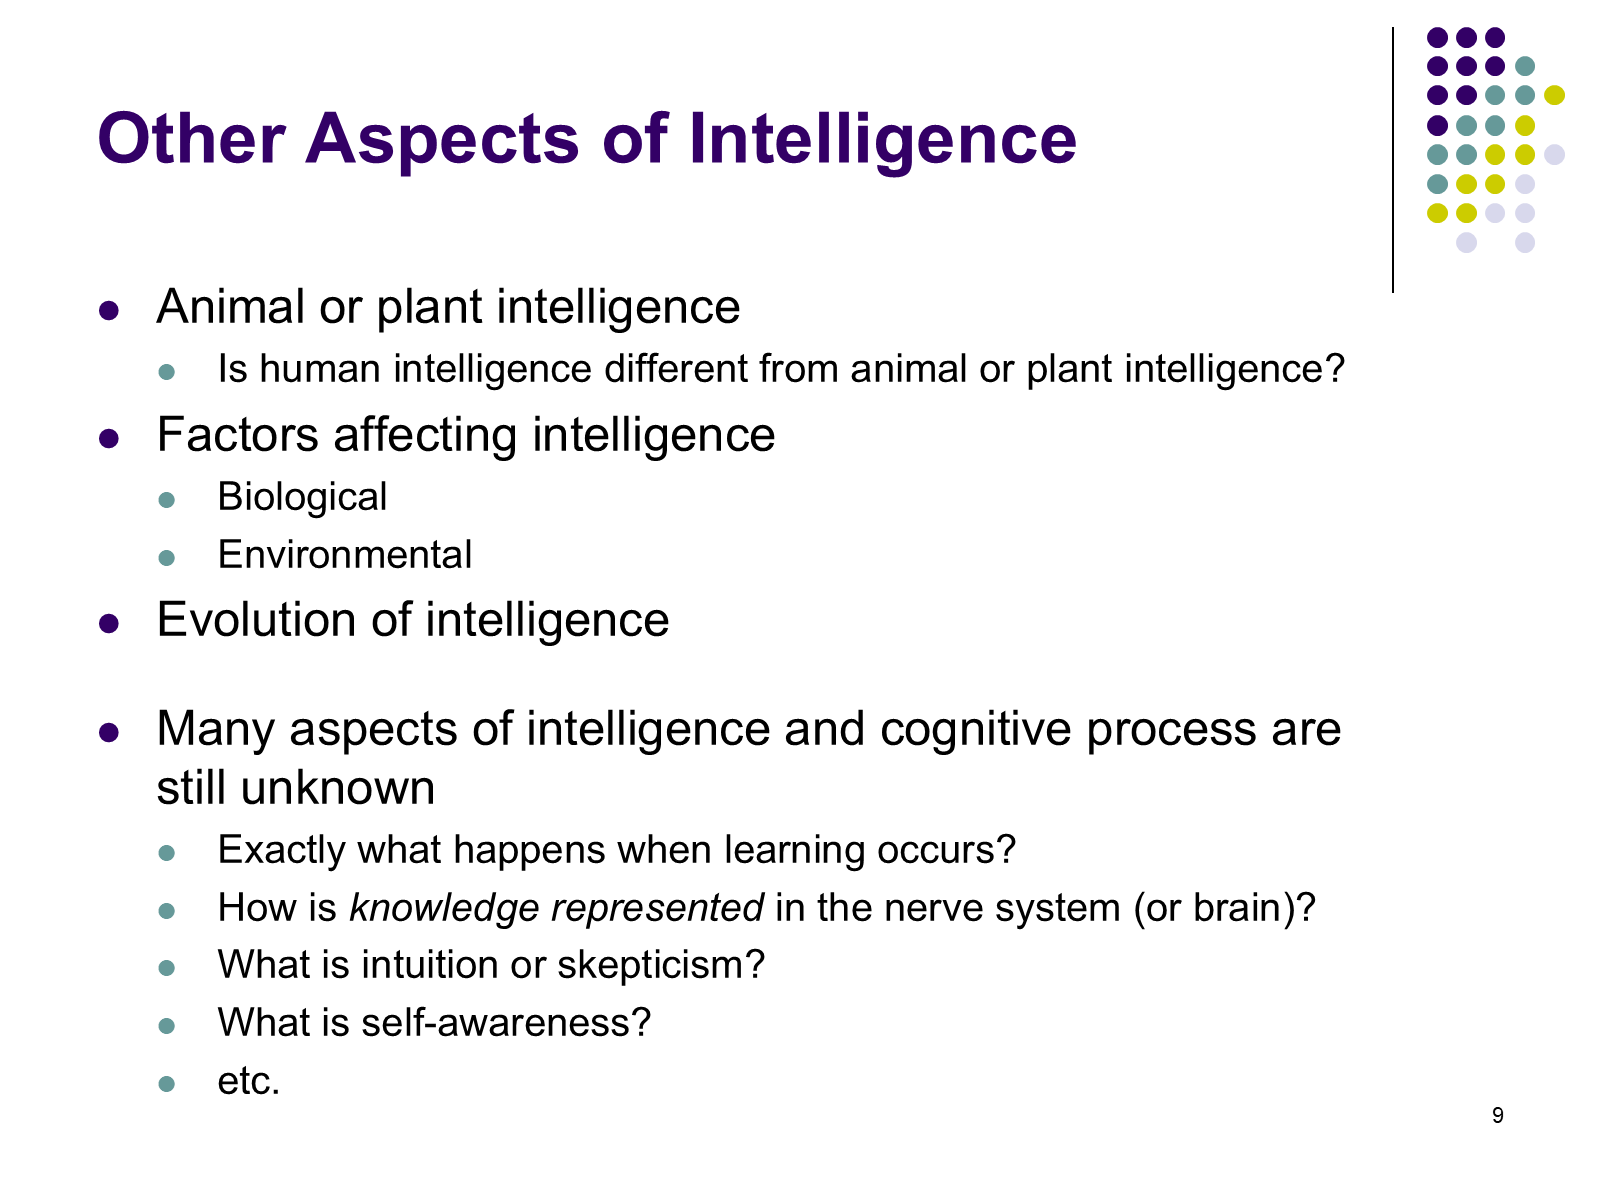 Other Aspects of Intelligence
Animal or plant intelligence
Is human intelligence different from animal or plant intelligence?
Factors affecting intelligence
Biological
Environmental
Evolution of intelligence
Many aspects of intelligence and cognitive process are
still unknown
Exactly what happens when learning occurs?
How is knowledge represented in the nerve system (or brain)?
What is intuition or skepticism?
What is self-awareness?
etc.
9